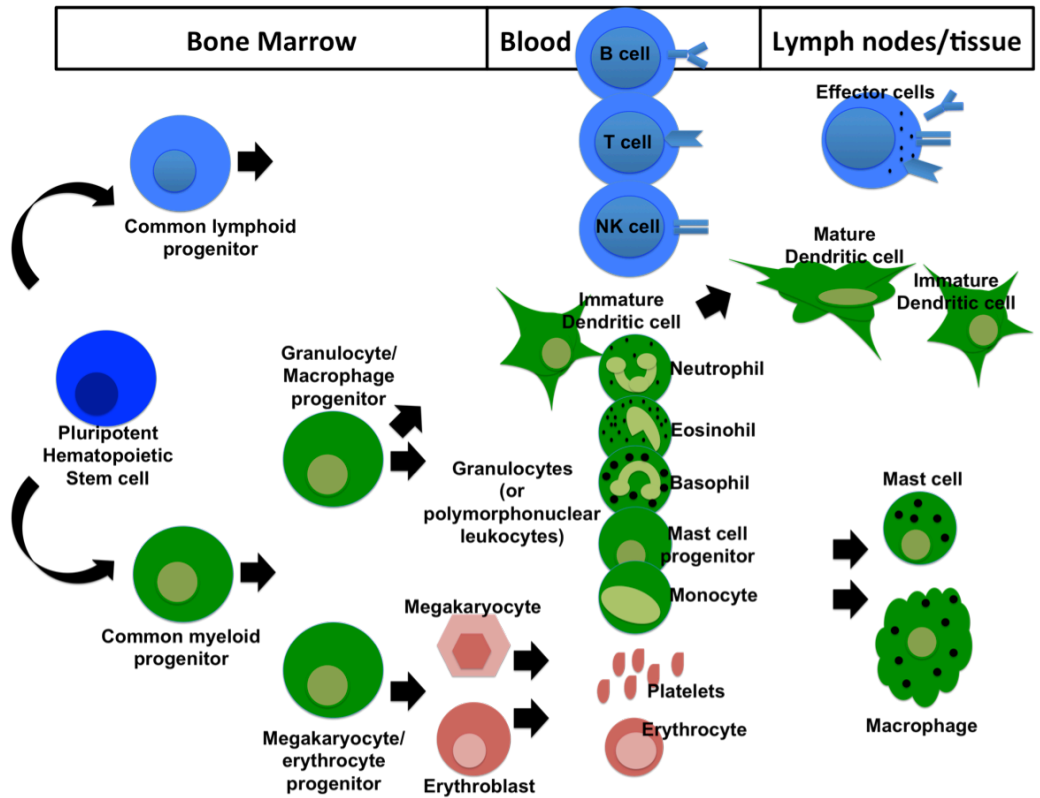 Bone Marrow
Blood
Lymph nodes/tissue
B cell
T cell
NK cell
Effector cells
Common lymphoid
progenitor
Mature
Dendritic cell
Immature
Dendritic cell
Immature
Dendritic cell
Pluripotent
Hematopoietic
Stem cell
Granulocyte/
Macrophage
progenitor
Neutrophil
Eosinohil
Basophil
Granulocytes
(or
polymorphonuclear
leukocytes)
Mast cell
progenitor
Monocyte
Mast cell
Macrophage
Common myeloid
progenitor
Megakaryocyte/
erythrocyte
progenitor
Megakaryocyte
Erythroblast
Platelets
Erythrocyte